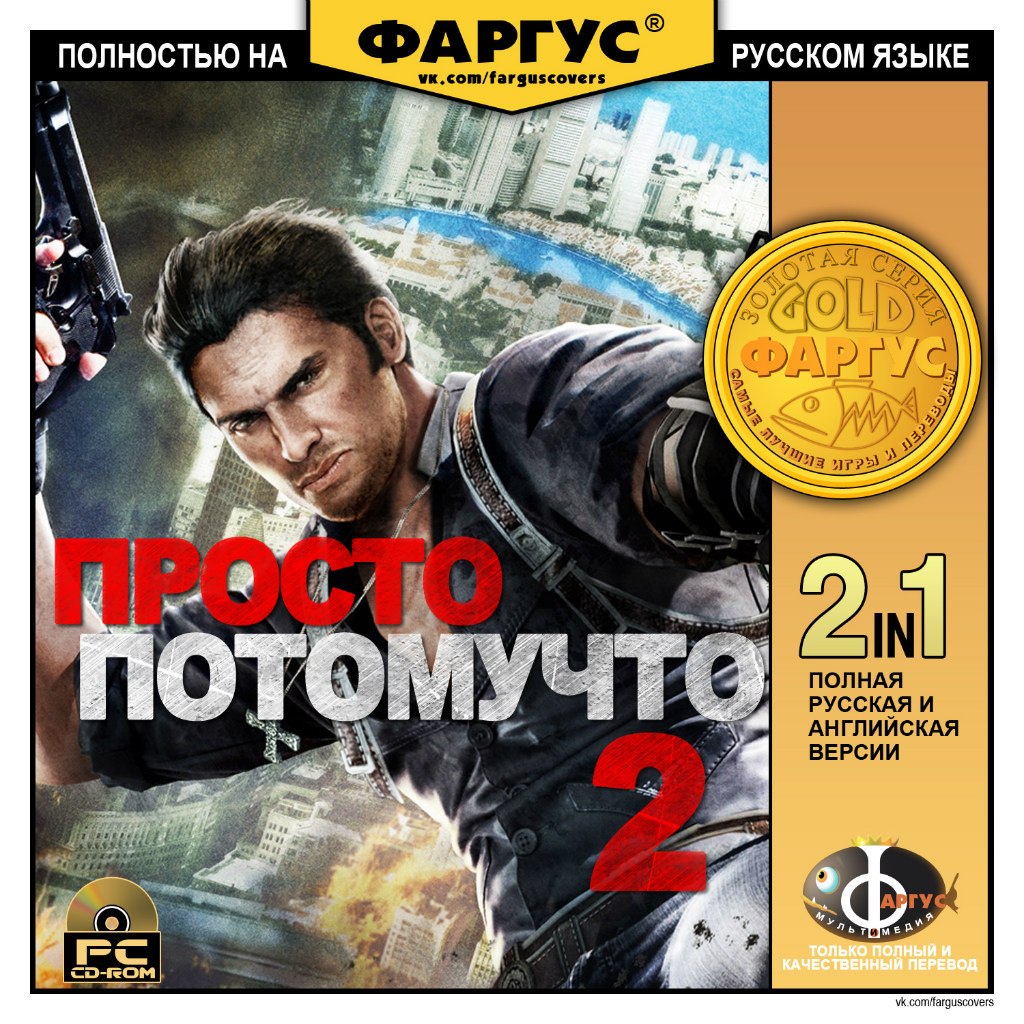 ПОЛНОСТЬЮ НА
ФАРГУС®
vk.com/farguscovers
РУССКОМ ЯЗЫКЕ
ЗОЛОТАЯ СЕРИЯ
GOLD
ФАРГУС
САМЫЕ ЛУЧШИЕ ИГРЫ И ПЕРЕВОДЫ
ПРОСТО
ПОТОМУЧТО
2
2IN1
ПОЛНАЯ
РУССКАЯ И
АНГЛИЙСКАЯ
ВЕРСИИ
ФАРГУС
МУЛЬТИМЕДИЯ
ТОЛЬКО ПОЛНЫЙ И
КАЧЕСТВЕННЫЙ ПЕРЕВОД
PC
CD-ROM
vk.com/farguscovers